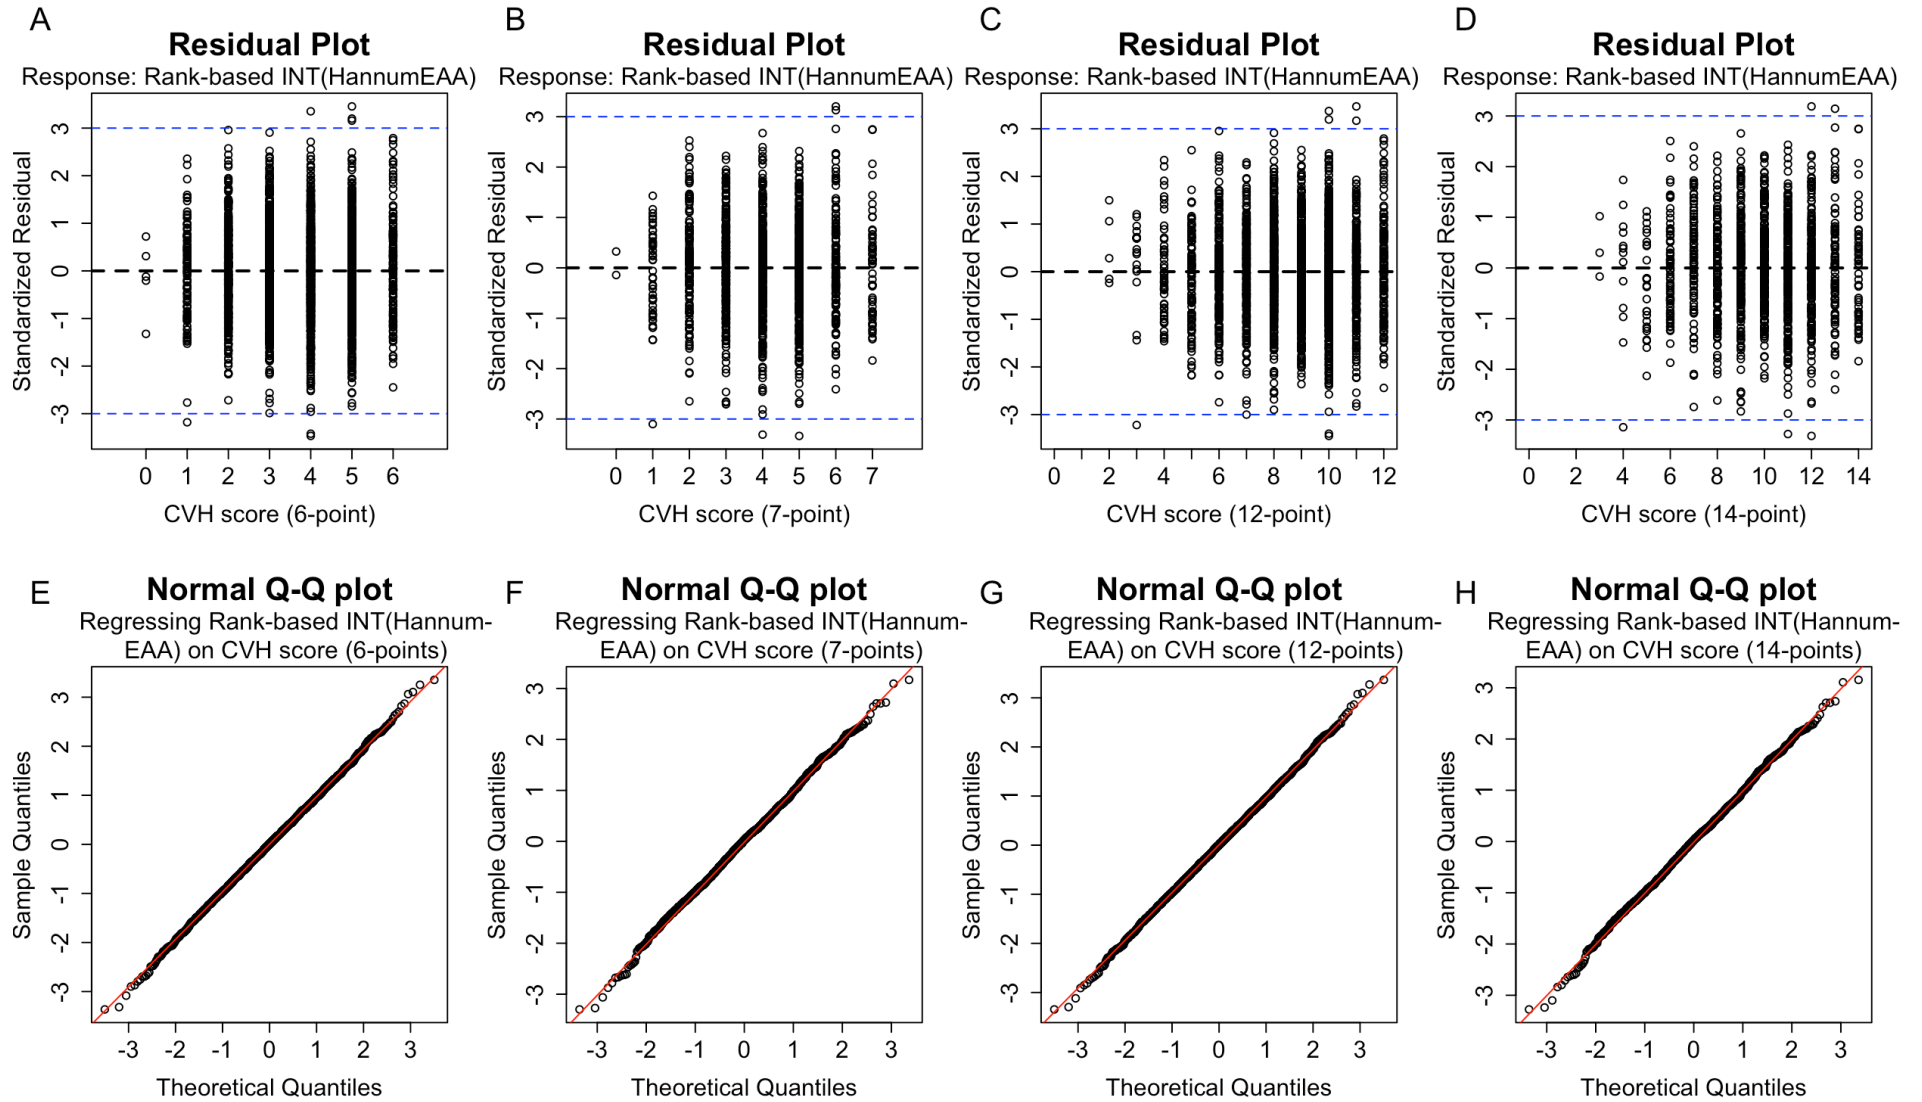 A
Residual Plot
Response: Rank-based INT(HannumEAA)
Standardized Residual
3
2
1
0
-1
-2
-3
0 1 2 3 4 5 6
CVH score (6-point)
B
Residual Plot
Response: Rank-based INT(HannumEAA)
Standardized Residual
3
2
1
0
-1
-2
-3
0 1 2 3 4 5 6 7
CVH score (7-point)
C
Residual Plot
Response: Rank-based INT(HannumEAA)
Standardized Residual
3
2
1
0
-1
-2
-3
0 2 4 6 8 10 12
CVH score (12-point)
D
Residual Plot
Response: Rank-based INT(HannumEAA)
Standardized Residual
3
2
1
0
-1
-2
-3
0 2 4 6 8 10 12 14
CVH score (14-point)
E
Normal Q-Q plot
Regressing Rank-based INT(Hannum-
EAA) on CVH score (6-points)
Sample Quantiles
3
2
1
0
-1
-2
-3
-3 -2 -1 0 1 2 3
Theoretical Quantiles
F
Normal Q-Q plot
Regressing Rank-based INT(Hannum-
EAA) on CVH score (7-points)
Sample Quantiles
3
2
1
0
-1
-2
-3
-3 -2 -1 0 1 2 3
Theoretical Quantiles
G
Normal Q-Q plot
Regressing Rank-based INT(Hannum-
EAA) on CVH score (12-points)
Sample Quantiles
3
2
1
0
-1
-2
-3
-3 -2 -1 0 1 2 3
Theoretical Quantiles
H
Normal Q-Q plot
Regressing Rank-based INT(Hannum-
EAA) on CVH score (14-points)
Sample Quantiles
3
2
1
0
-1
-2
-3
-3 -2 -1 0 1 2 3
Theoretical Quantiles